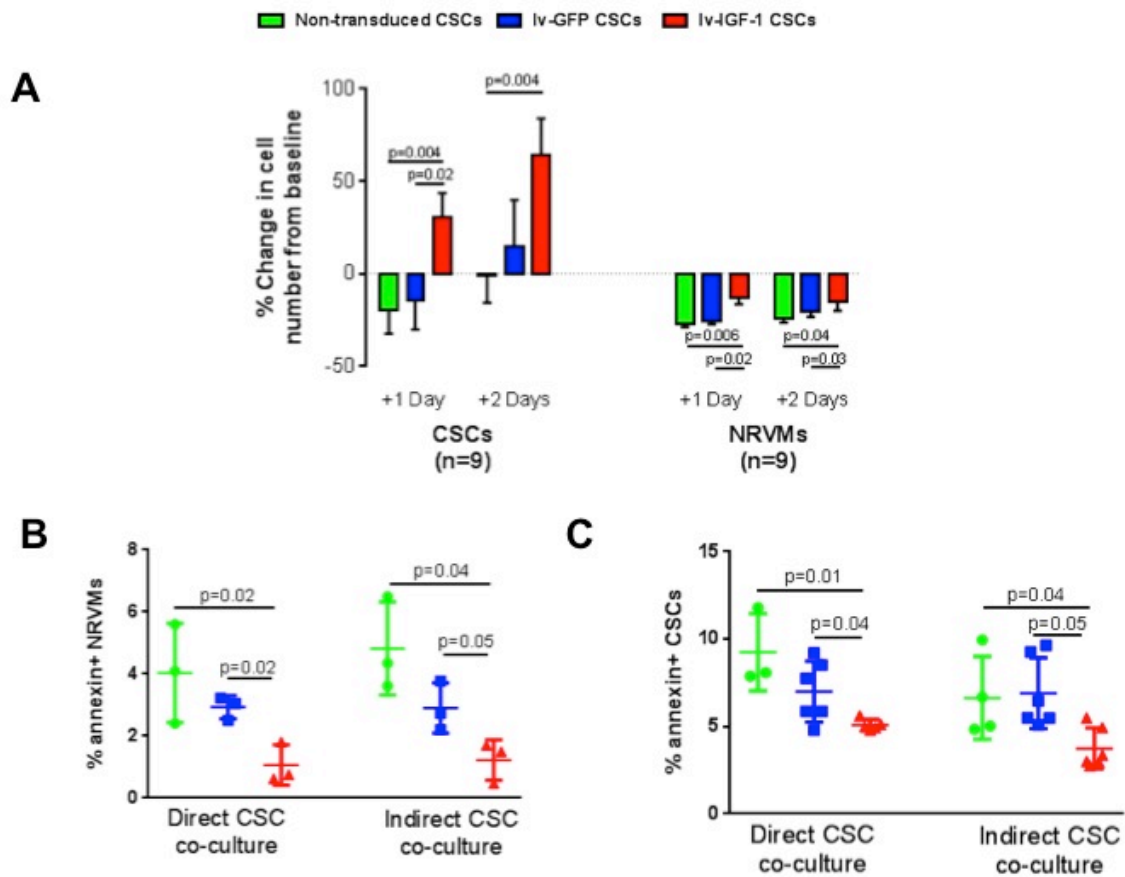 Non-transduced CSCs lv-GFP CSCs lv-IGF-1 CSCs
A
% Change in cell
number from baseline
100
50
0
-50
p=0.004
p=0.02
p=0.004
p=0.006
p=0.02
p=0.04
p=0.03
+1 Day +2 Days +1 Day +2 Days
CSCs NRVMs
(n=9) (n=9)
B
% annexin+ NRVMs
8
6
4
2
0
p=0.02
p=0.02
p=0.04
p=0.05
Direct CSC Indirect CSC
co-culture co-culture
C
% annexin+ CSCs
15
10
5
0
p=0.01
p=0.04
p=0.04
p=0.05
Direct CSC Indirect CSC
co-culture co-culture